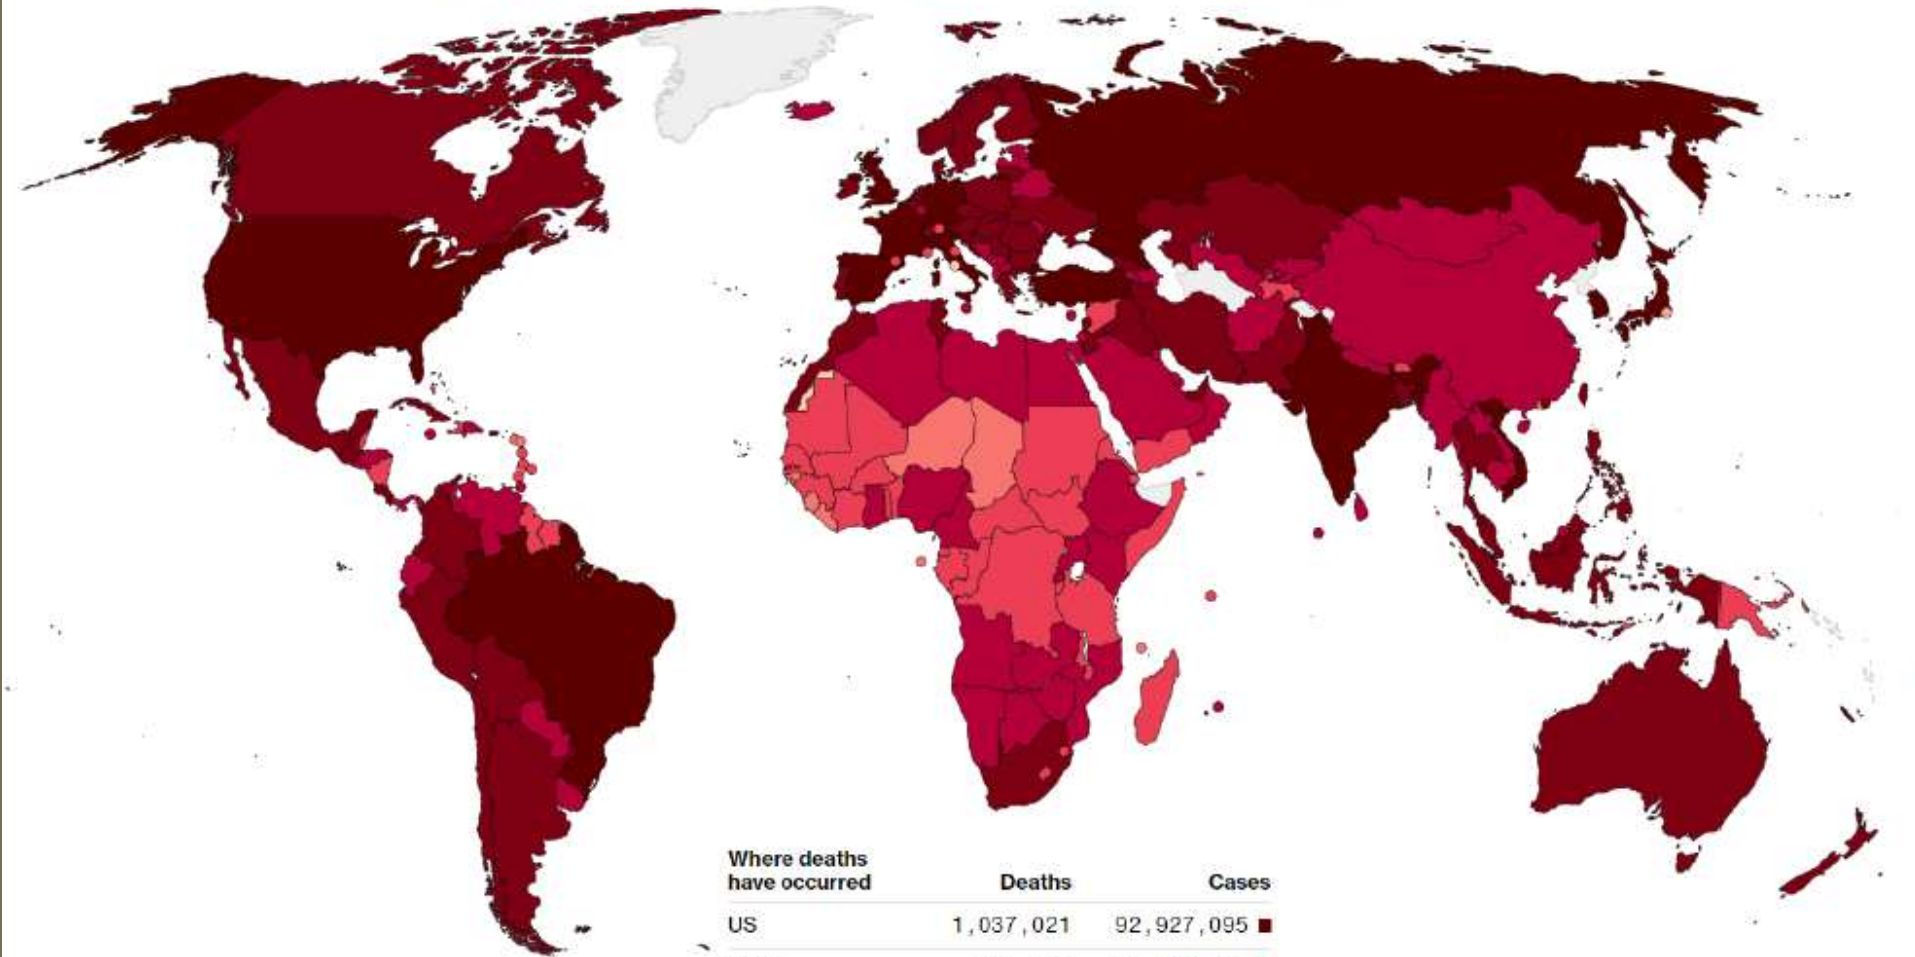 Where deaths
have occurred Deaths Cases
US 1,037,021 92,927,095